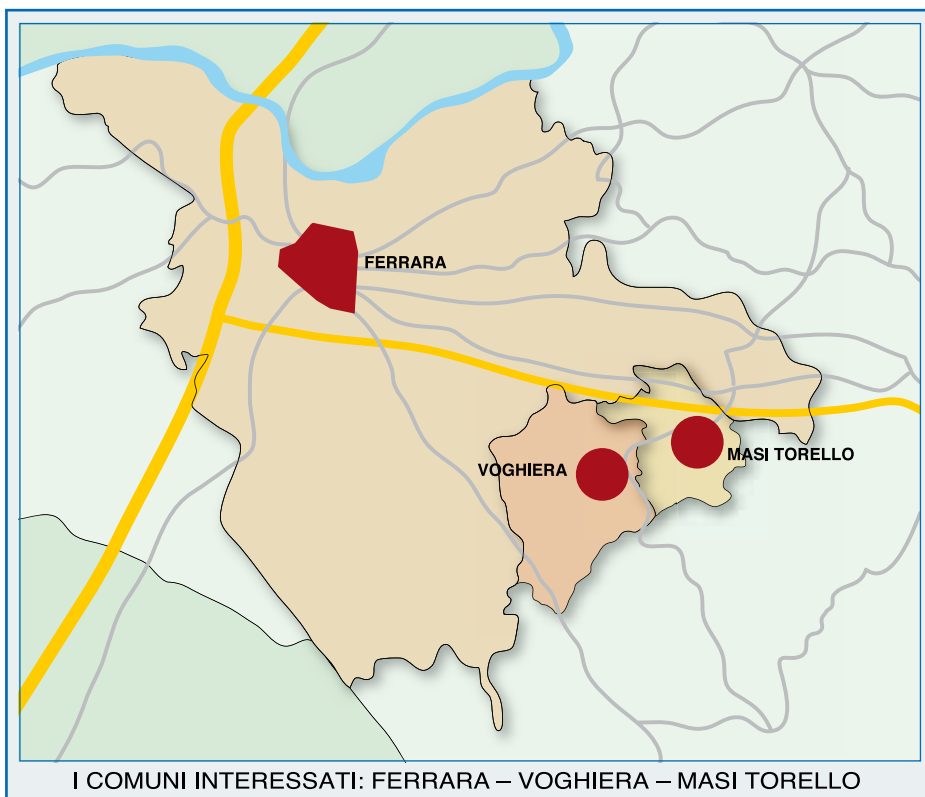 FERRARA
VOGHIERA
MASI TORELLO
I COMUNI INTERESSATI: FERRARA – VOGHIERA – MASI TORELLO